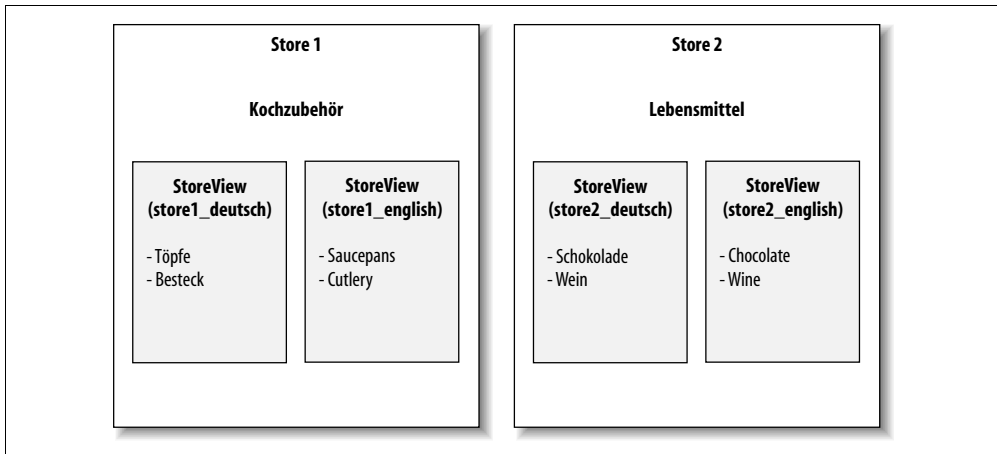 Store 1
Kochzubehör
StoreView
(store1_deutsch)
- Töpfe
- Besteck
StoreView
(store1_english)
- Saucepans
- Cutlery
Store 2
Lebensmittel
StoreView
(store2_deutsch)
- Schokolade
- Wein
StoreView
(store2_english)
- Chocolate
- Wine